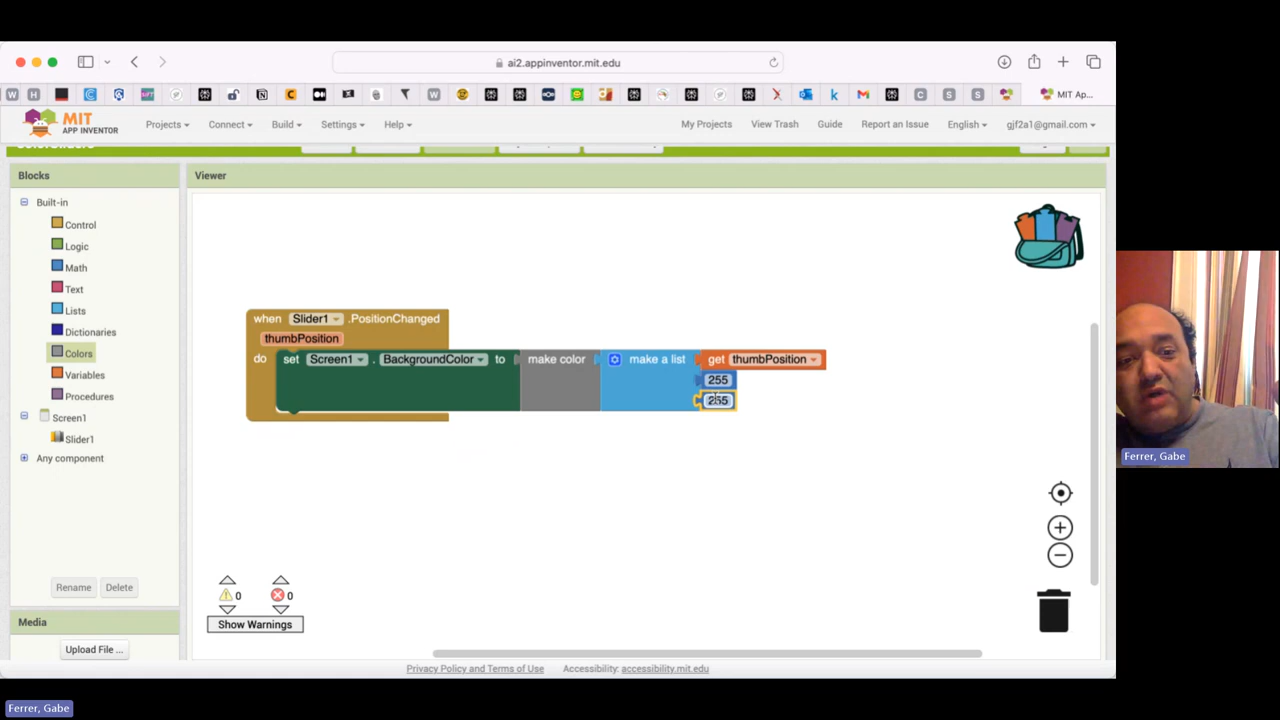 ai2.appinventor.mit.edu
MIT Ap...
MIT
APP INVENTOR
Projects
Connect
Build
Settings
Help
My Projects
View Trash
Guide
Report an Issue
English
gjf2a1@gmail.com
Blocks
Viewer
Built-in
Control
Logic
Math
Text
Lists
Dictionaries
Colors
Variables
Procedures
Screen1
Slider1
Any component
Rename
Delete
Media
Upload File ...
when Slider1 .PositionChanged
thumbPosition
do set Screen1 . BackgroundColor to make color make a list get thumbPosition
255
255
0 0
Show Warnings
Privacy Policy and Terms of Use
Accessibility: accessibility.mit.edu
Ferrer, Gabe
Ferrer, Gabe